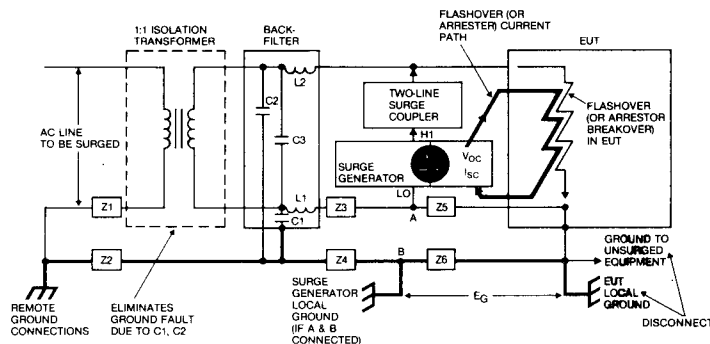 1:1 ISOLATION
TRANSFORMER
BACK-
FILTER
FLASHOVER (OR
ARRESTER) CURRENT
PATH
EUT
AC LINE
TO BE SURGED
C2
L2
C3
L1
C1
TWO-LINE
SURGE
COUPLER
H1
SURGE
GENERATOR
VOC
ISC
LO
FLASHOVER
(OR ARRESTOR
BREAKOVER)
IN EUT
Z1
Z3
A
Z5
Z2
Z4
B
Z6
GROUND TO
UNSURGED
EQUIPMENT
REMOTE
GROUND
CONNECTIONS
ELIMINATES
GROUND FAULT
DUE TO C1, C2
SURGE
GENERATOR
LOCAL
GROUND
(IF A & B
CONNECTED)
EG
EUT
LOCAL
GROUND
DISCONNECT